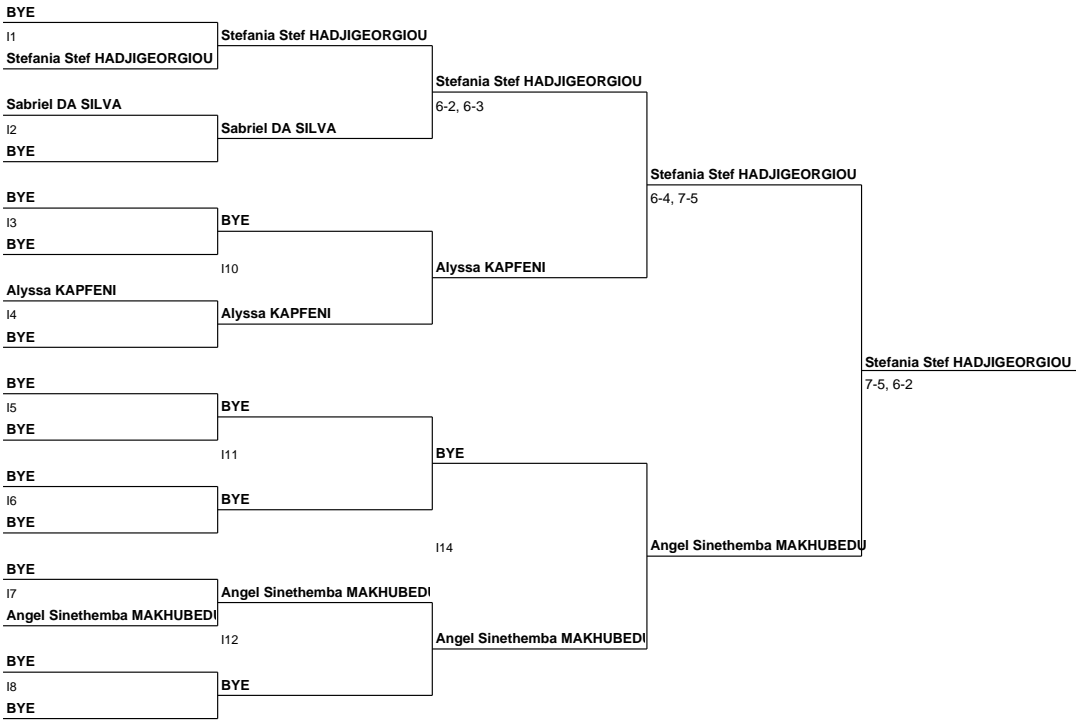 BYE
I1
Stefania Stef HADJIGEORGIOU
Sabriel DA SILVA
I2
BYE
BYE
I3
BYE
Alyssa KAPFENI
I4
BYE
BYE
I5
BYE
BYE
I6
BYE
BYE
I7
Angel Sinethemba MAKHUBEDU
BYE
I8
BYE
Stefania Stef HADJIGEORGIOU
Sabriel DA SILVA
BYE
I10
Alyssa KAPFENI
BYE
I11
BYE
Angel Sinethemba MAKHUBEDU
I12
BYE
Stefania Stef HADJIGEORGIOU
6-2, 6-3
Alyssa KAPFENI
BYE
I14
Angel Sinethemba MAKHUBEDU
Stefania Stef HADJIGEORGIOU
6-4, 7-5
Angel Sinethemba MAKHUBEDU
Stefania Stef HADJIGEORGIOU
7-5, 6-2